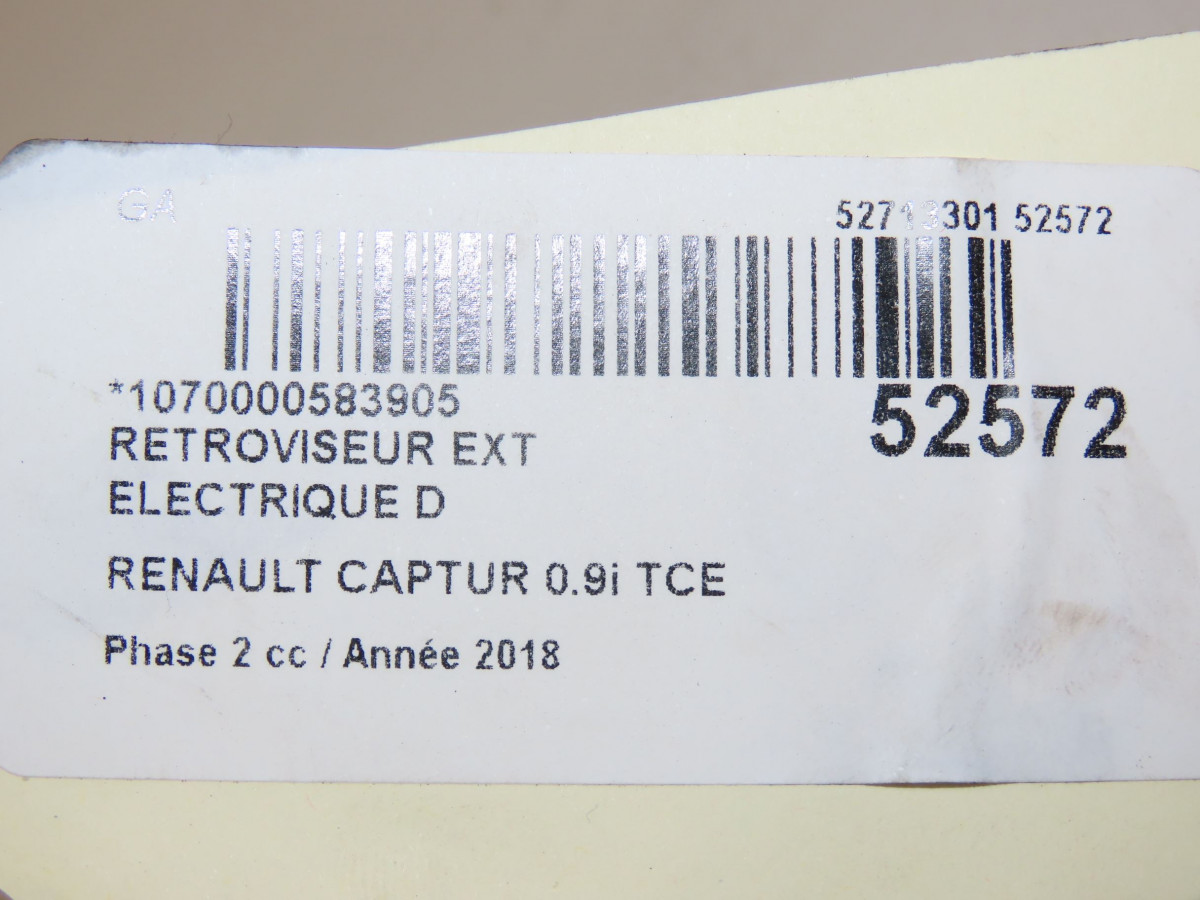 GA
52713301 52572
*1070000583905
52572
RETROVISEUR EXT
ELECTRIQUE D
RENAULT CAPTUR 0.9i TCE
Phase 2 cc / Année 2018